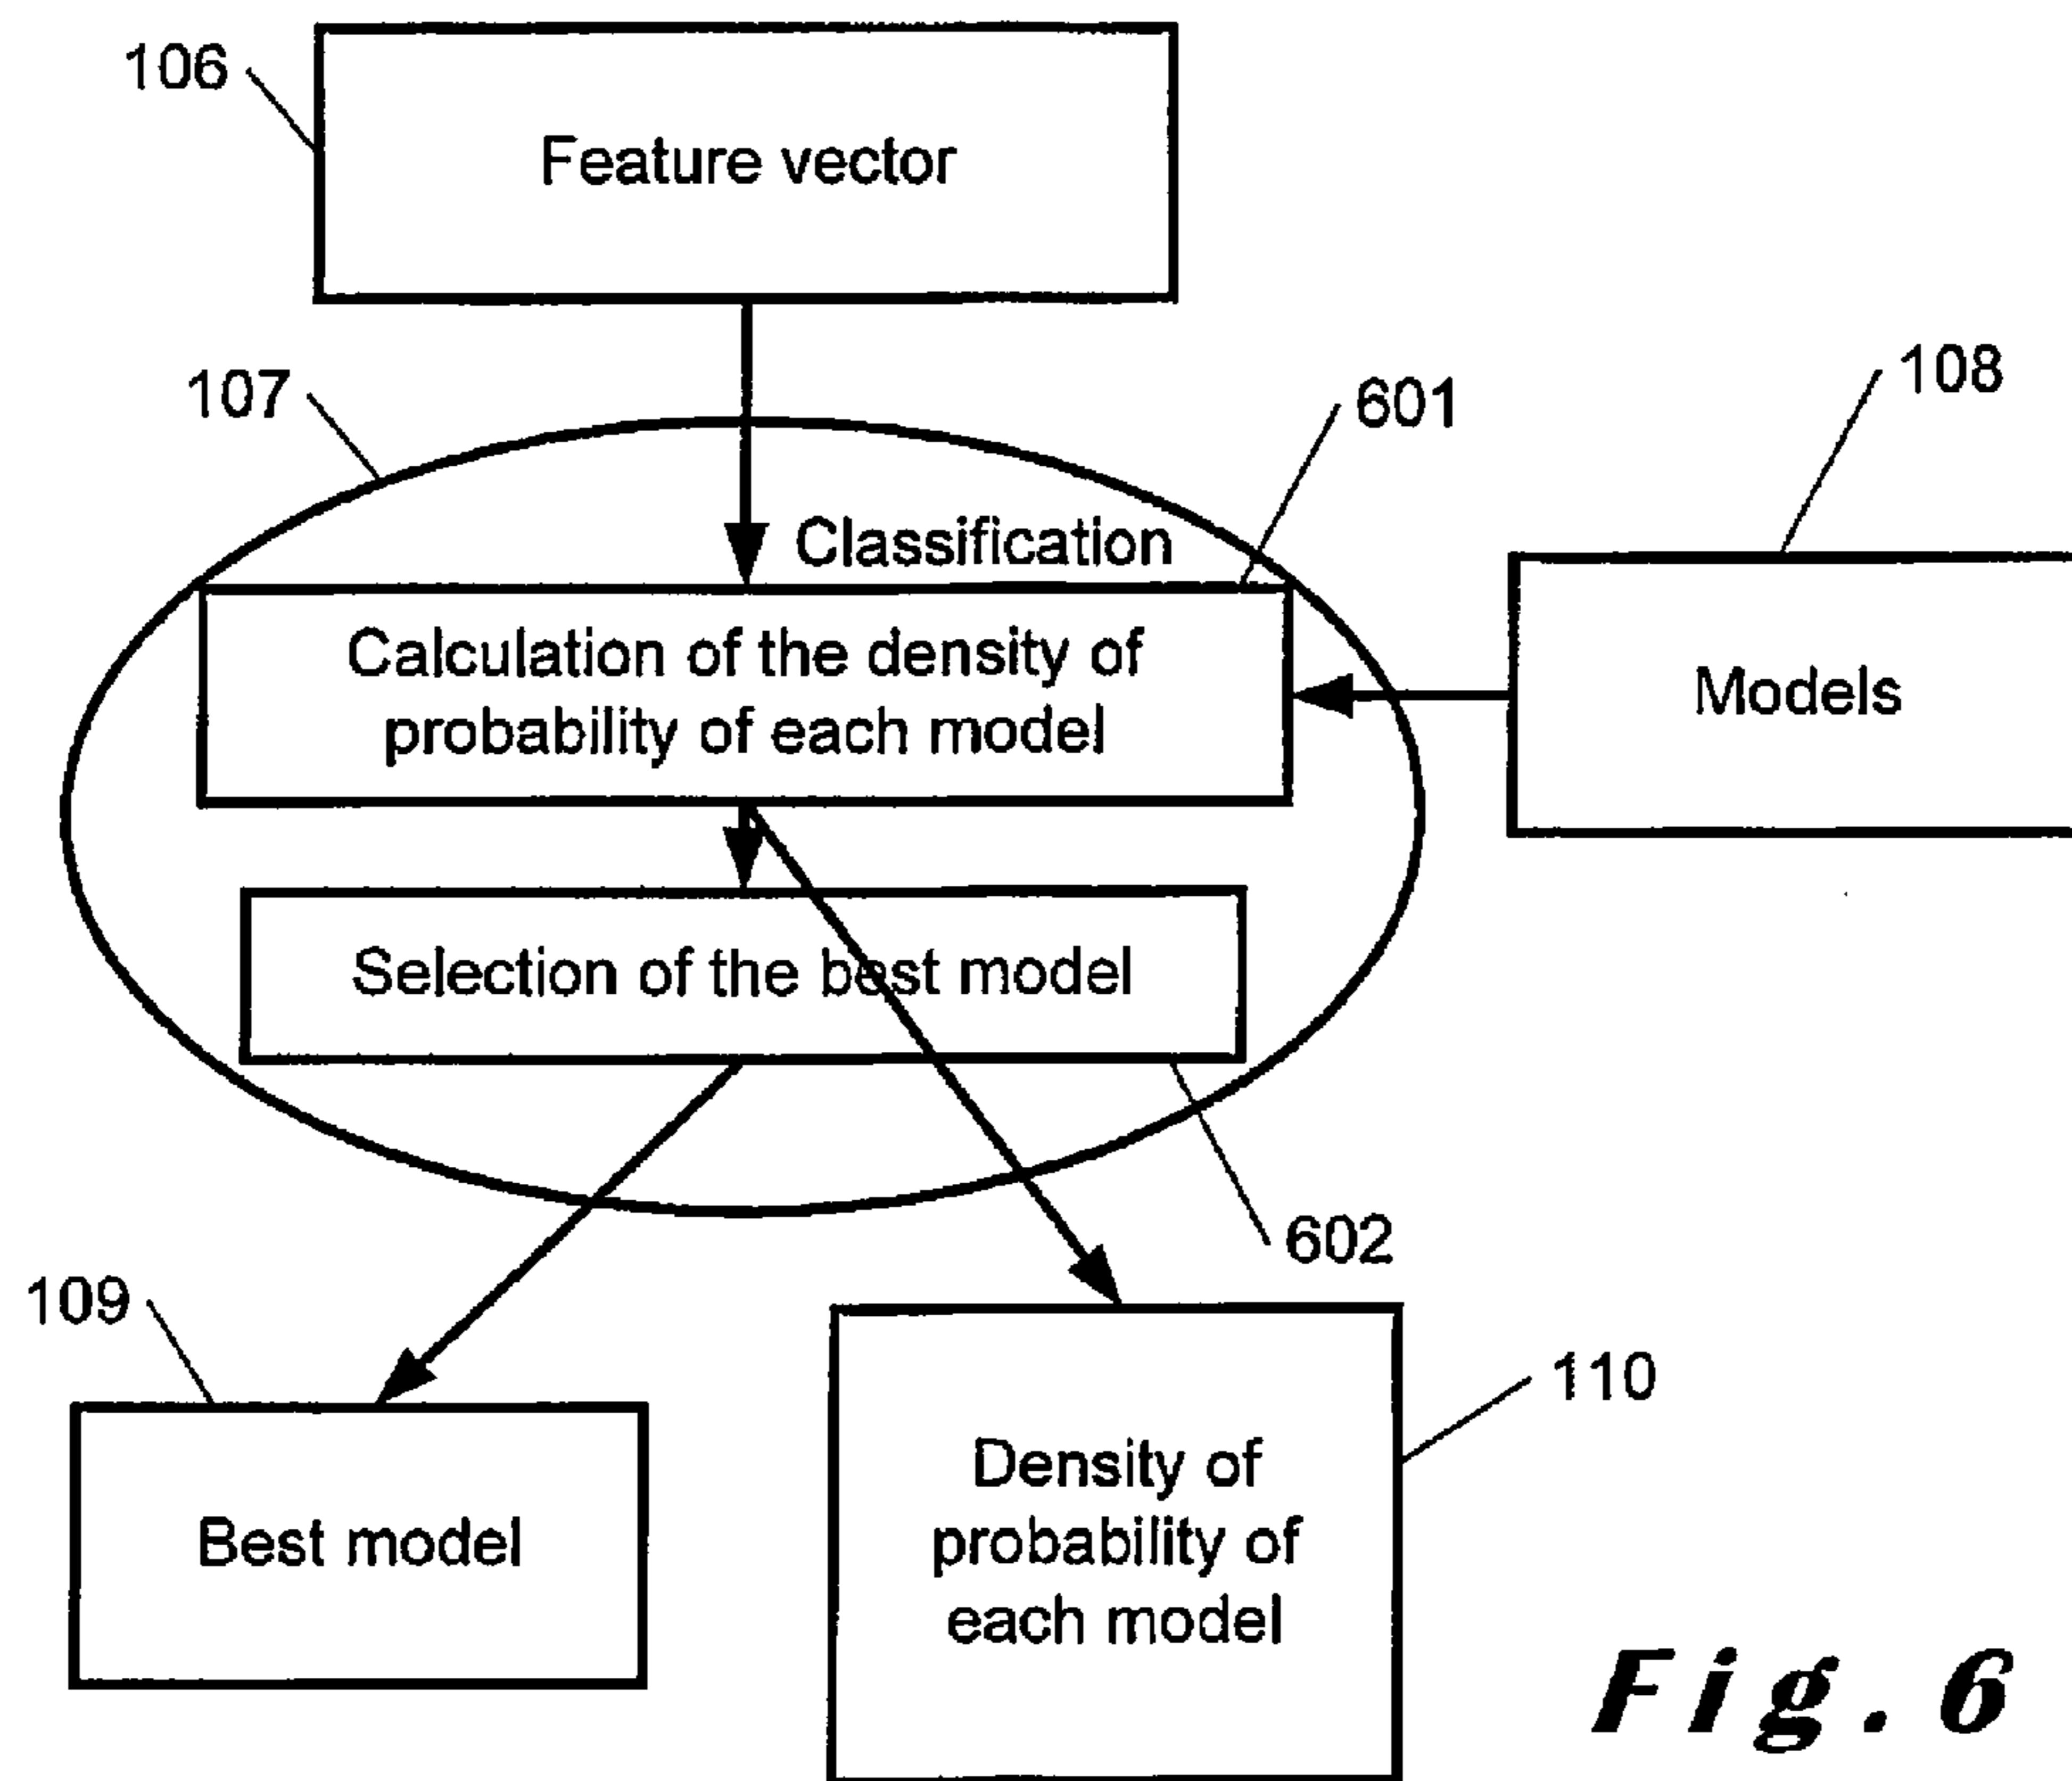 106
Feature vector
107
601
108
Classification
Calculation of the density of
probability of each model
Models
Selection of the best model
602
109
110
Best model
Density of
probability of
each model
Fig. 6